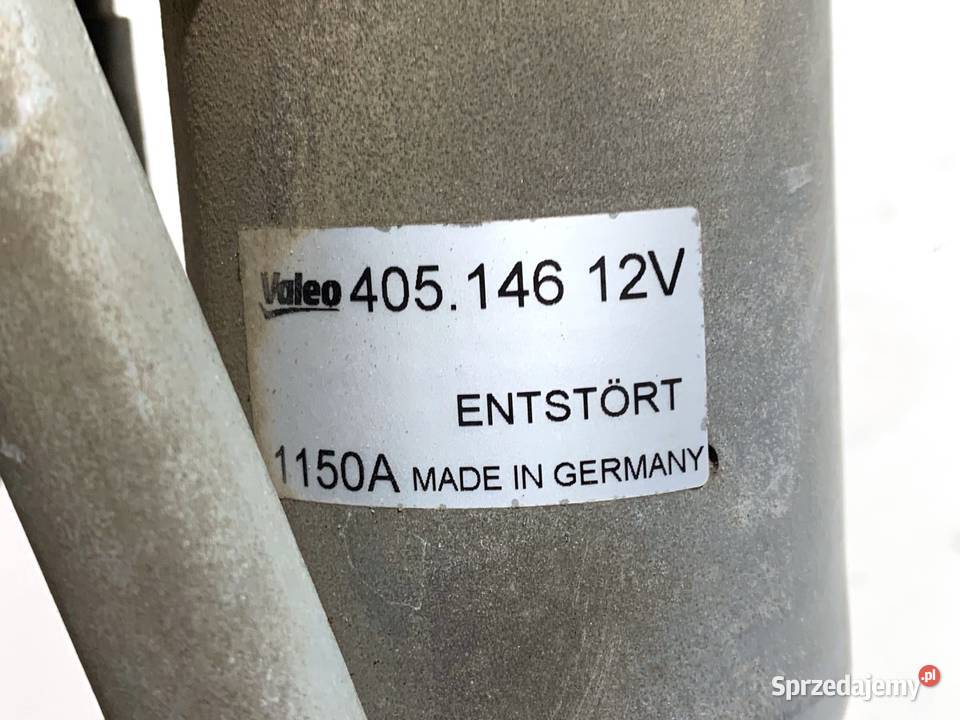 Valeo 405.146 12V
ENTSTÖRT
1150A MADE IN GERMANY
Sprzedajemy.pl